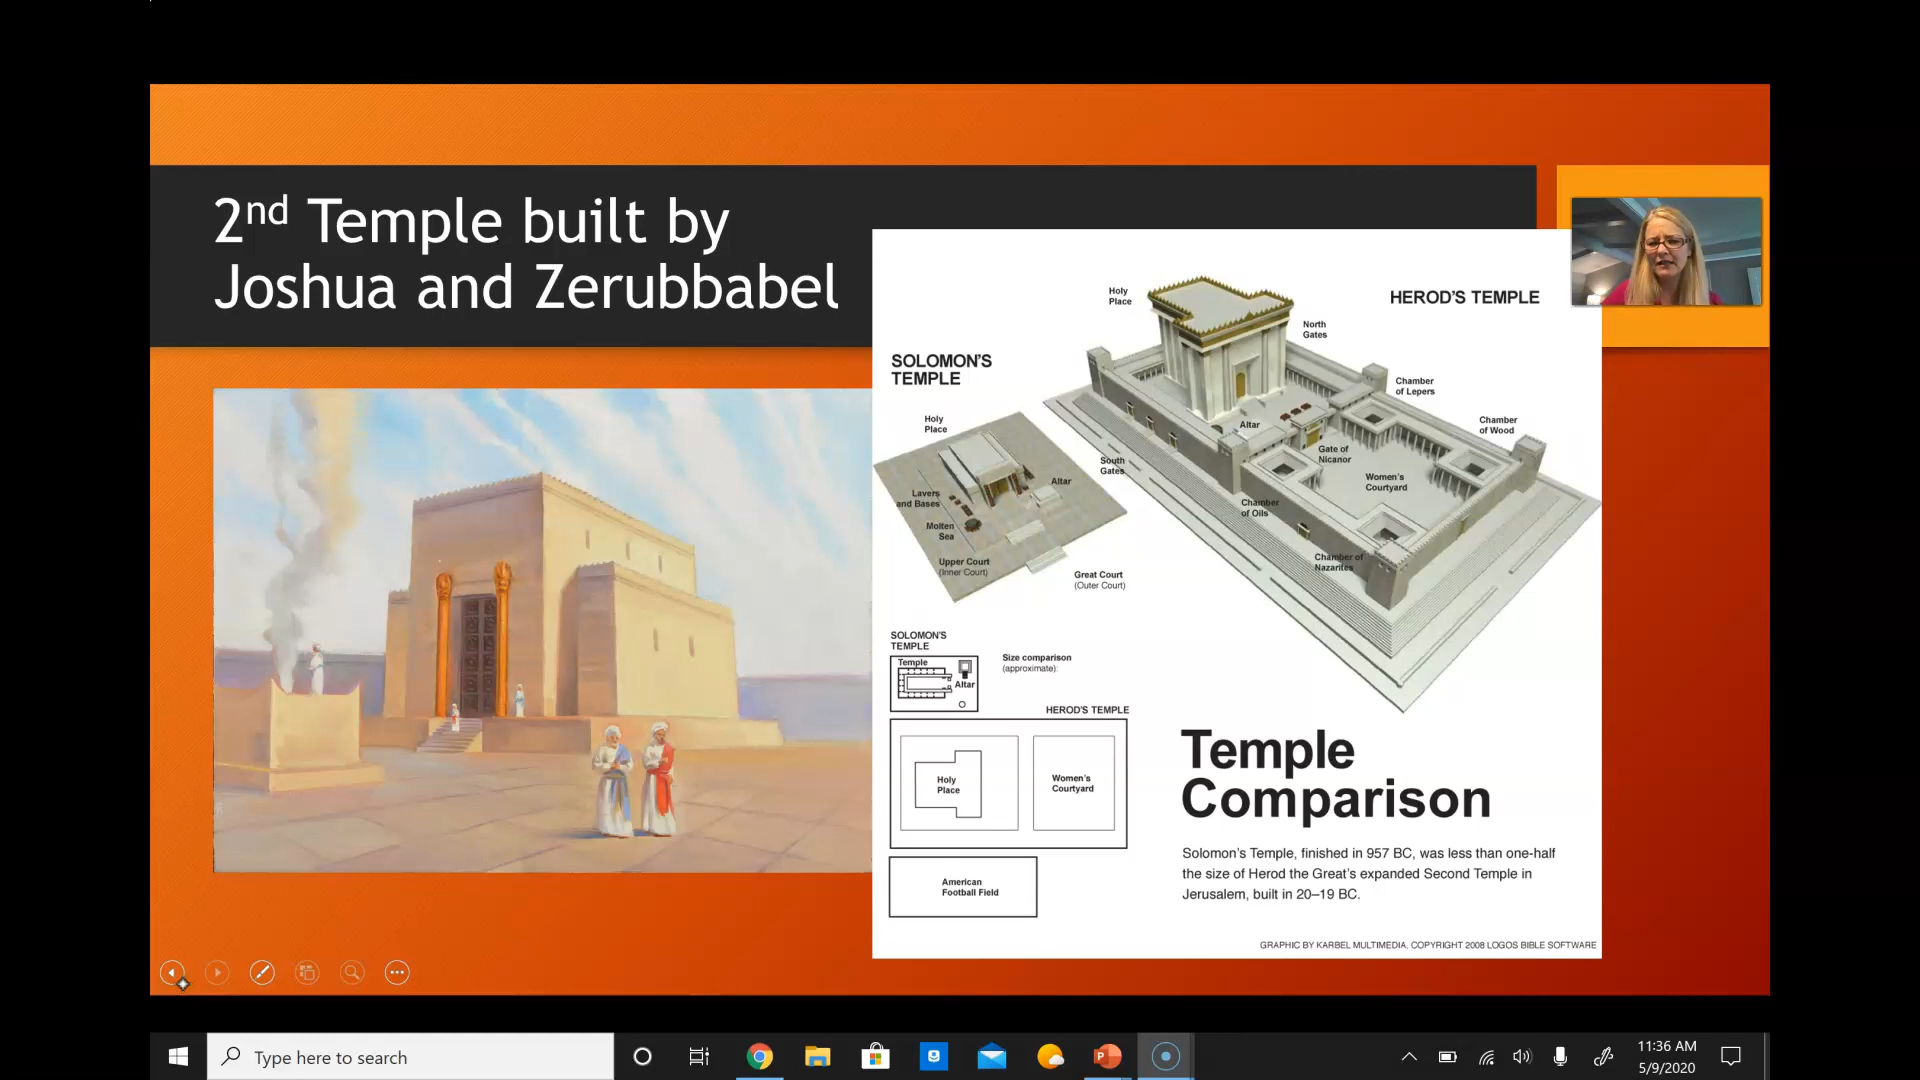 2nd Temple built by
Joshua and Zerubbabel
HEROD'S TEMPLE
Holy
Place
North
Gates
SOLOMON'S
TEMPLE
Chamber
of Lepers
Holy
Place
Altar
Chamber
of Wood
Gate of
Nicanor
South
Gates
Women's
Courtyard
Altar
Lavers
and Bases
Chamber
of Oils
Molten
Sea
Upper Court
(Inner Court)
Great Court
(Outer Court)
Chamber of
Nazarites
SOLOMON'S
TEMPLE
Temple
Altar
Size comparison
(approximate):
HEROD'S TEMPLE
Holy
Place
Women's
Courtyard
American
Football Field
Temple
Comparison
Solomon's Temple, finished in 957 BC, was less than one-half
the size of Herod the Great's expanded Second Temple in
Jerusalem, built in 20–19 BC.
GRAPHIC BY KARBEL MULTIMEDIA, COPYRIGHT 2008 LOGOS BIBLE SOFTWARE
Type here to search
P
11:36 AM
5/9/2020